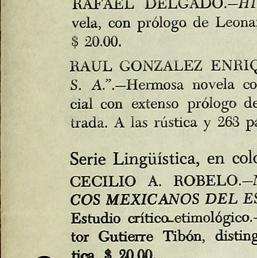 RAFAEL DELGADO.—HI
vela, con prólogo de Leona
$ 20.00.
RAUL GONZALEZ ENRIQ
S. A.".—Hermosa novela co
cial con extenso prólogo de
trada. A las rústica y 263 pá
Serie Lingüística, en colo
CECILIO A. ROBELO.—
COS MEXICANOS DEL ES
Estudio crítico-etimológico.—
tor Gutierre Tibón, disting
tica. $ 20.00.